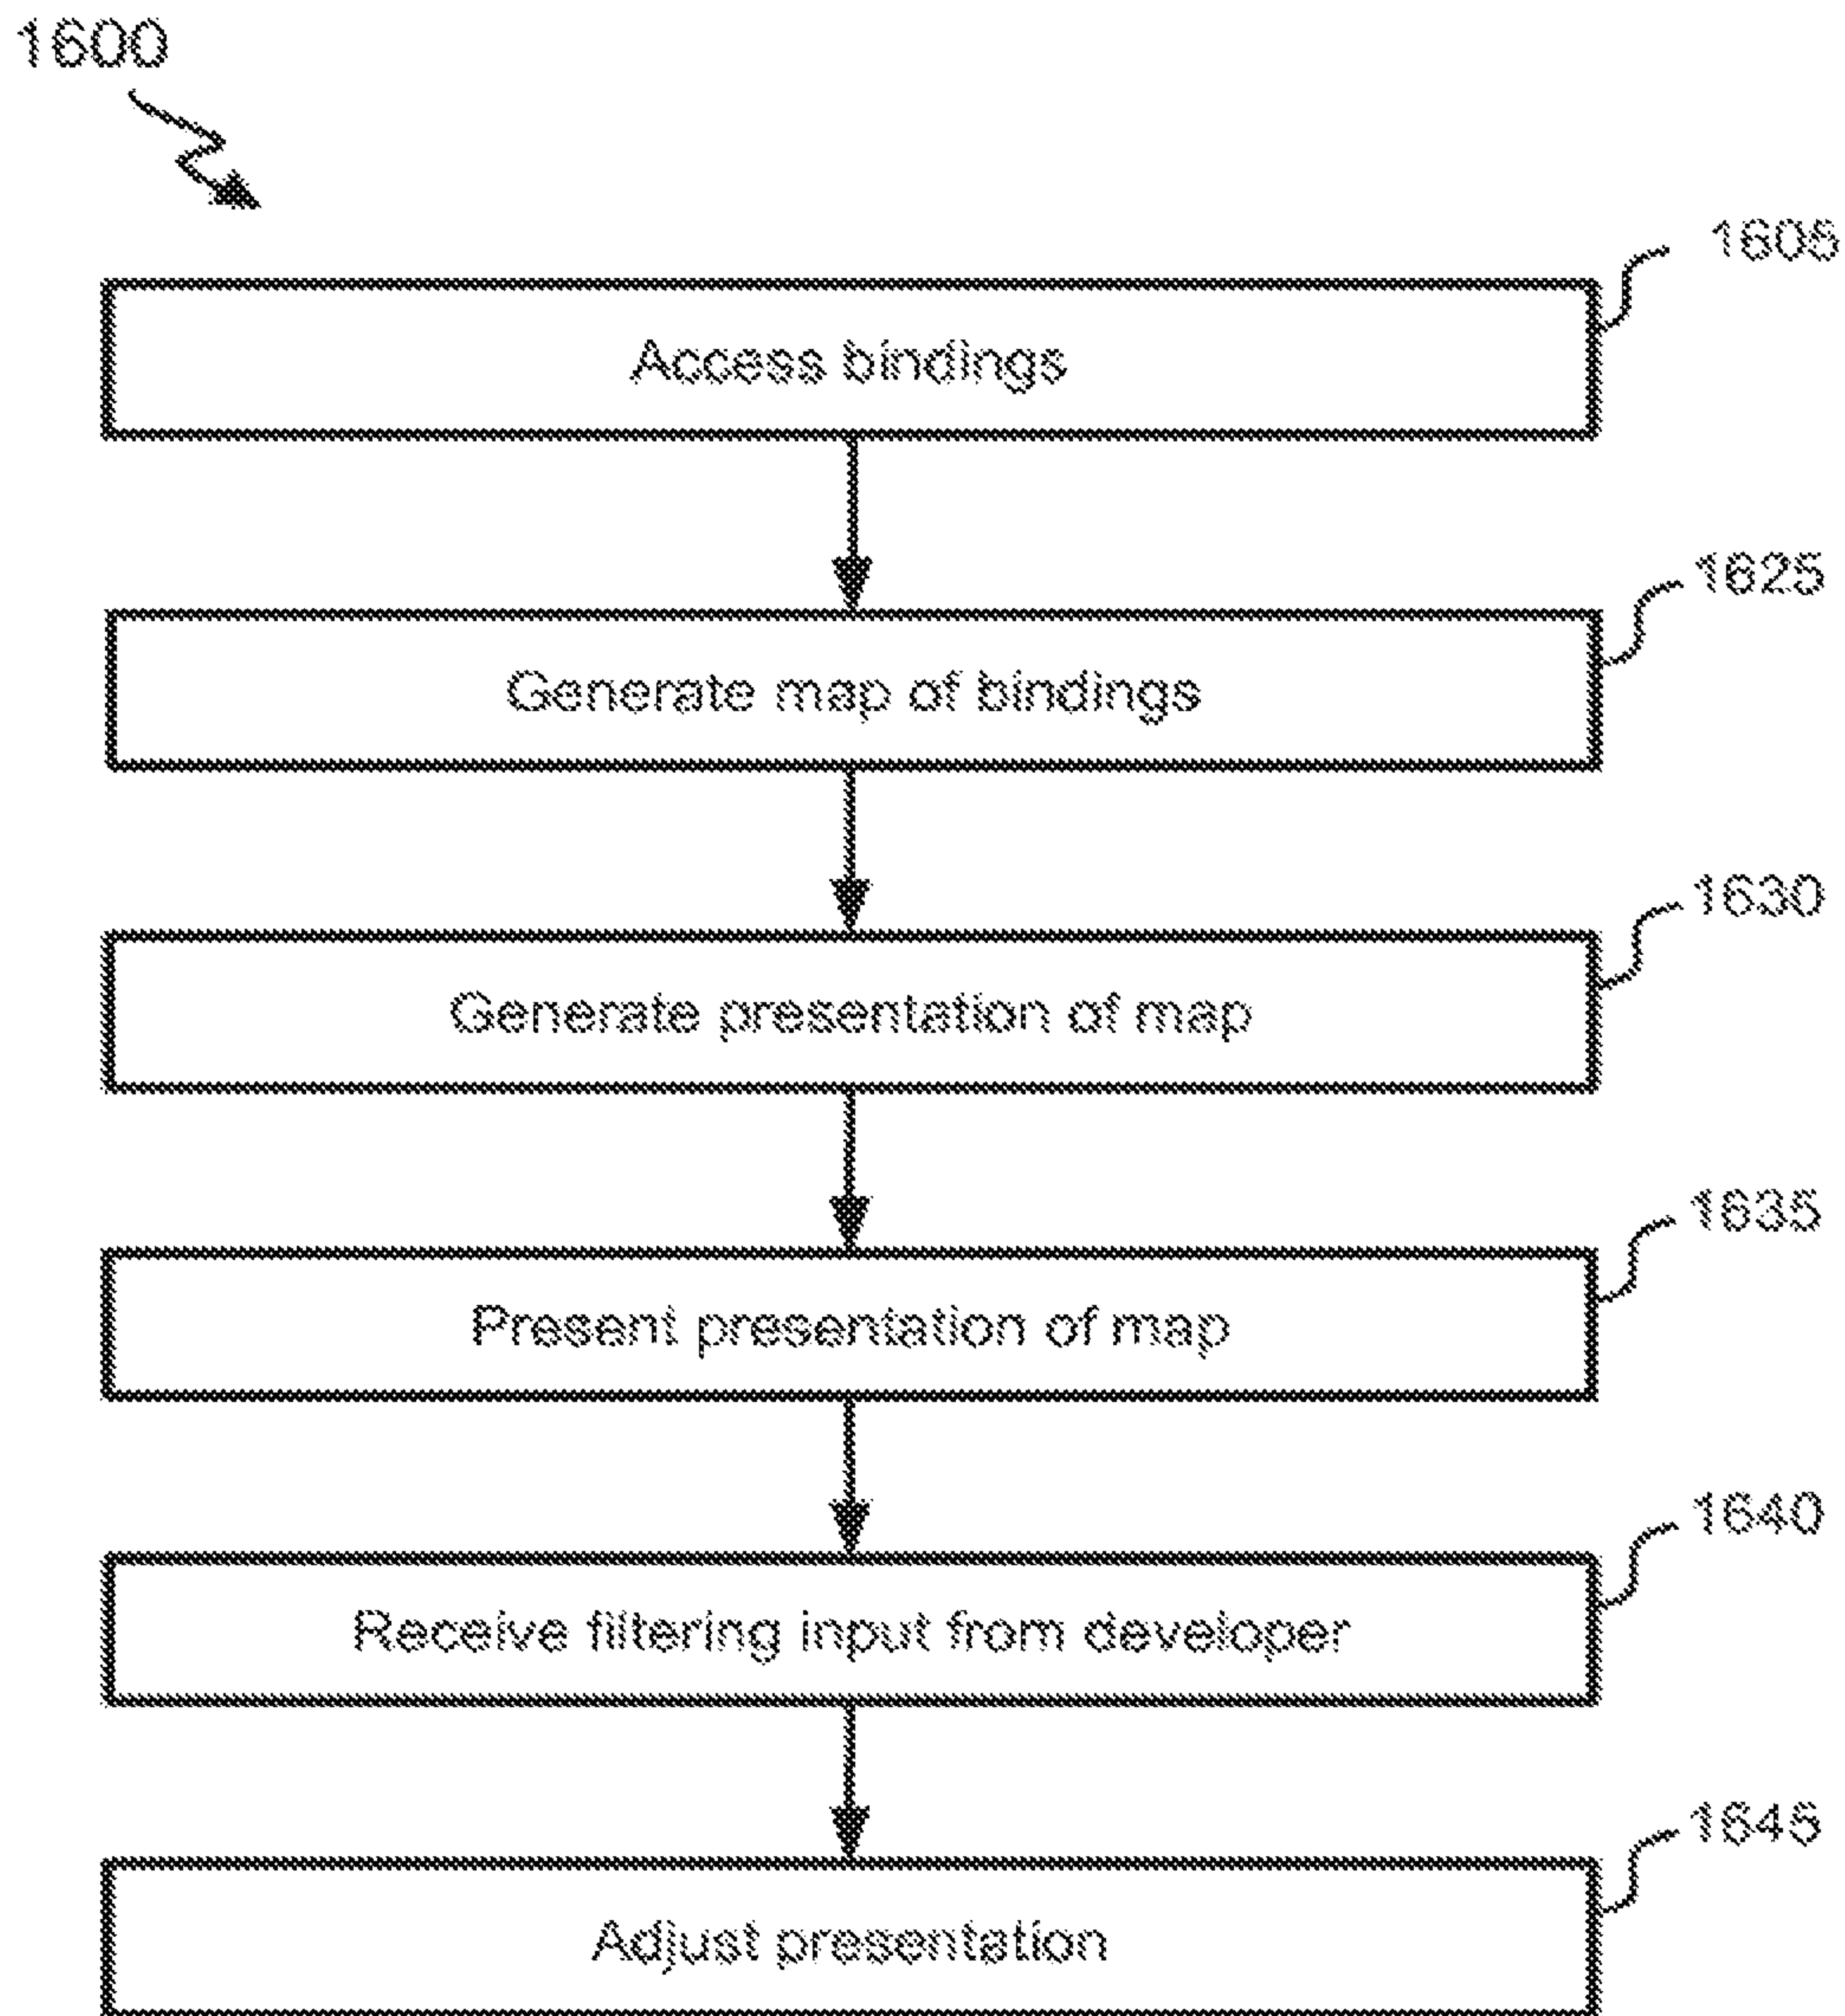 1600
1605
Access bindings
1625
Generate map of bindings
1630
Generate presentation of map
1635
Present presentation of map
1640
Receive filtering input from developer
1645
Adjust presentation